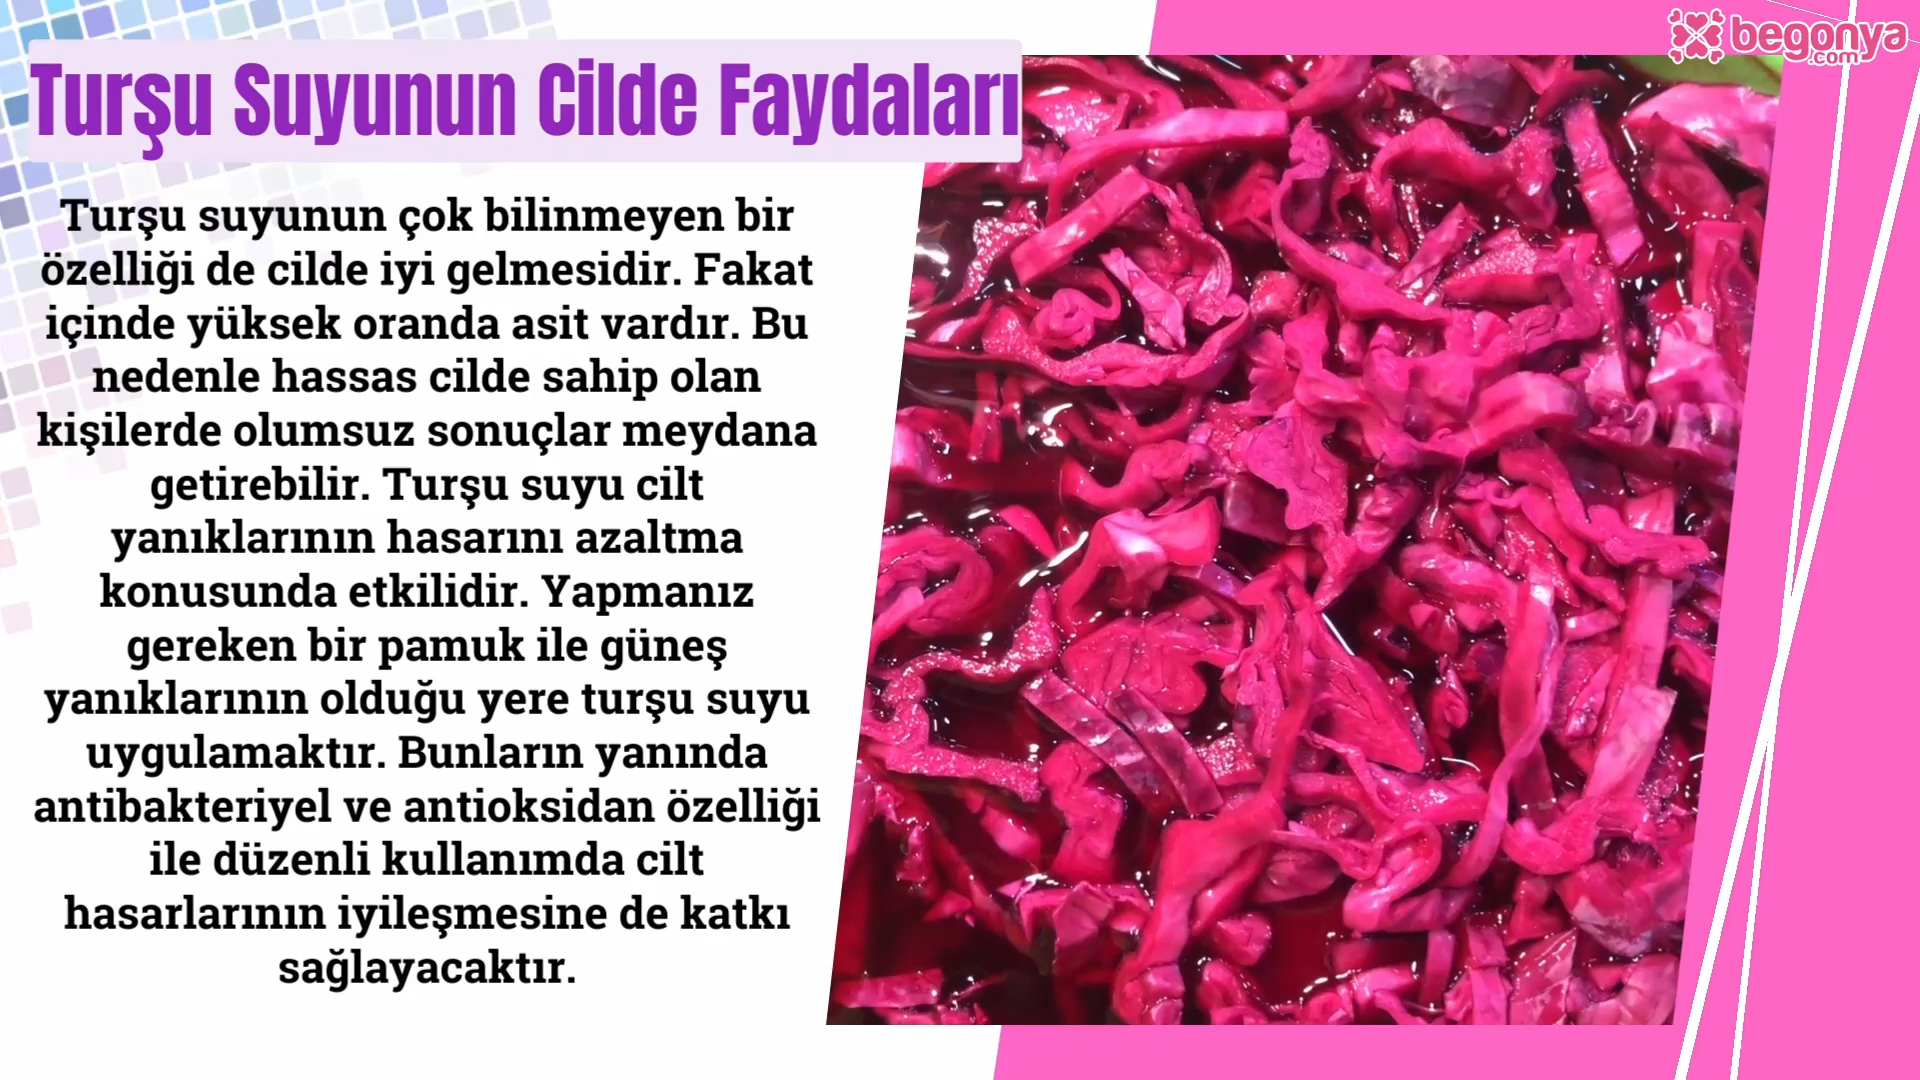 begonya
.com
Turşu Suyunun Cilde Faydaları
Turşu suyunun çok bilinmeyen bir
özelliği de cilde iyi gelmesidir. Fakat
içinde yüksek oranda asit vardır. Bu
nedenle hassas cilde sahip olan
kişilerde olumsuz sonuçlar meydana
getirebilir. Turşu suyu cilt
yanıklarının hasarını azaltma
konusunda etkilidir. Yapmanız
gereken bir pamuk ile güneş
yanıklarının olduğu yere turşu suyu
uygulamaktır. Bunların yanında
antibakteriyel ve antioksidan özelliği
ile düzenli kullanımda cilt
hasarlarının iyileşmesine de katkı
sağlayacaktır.